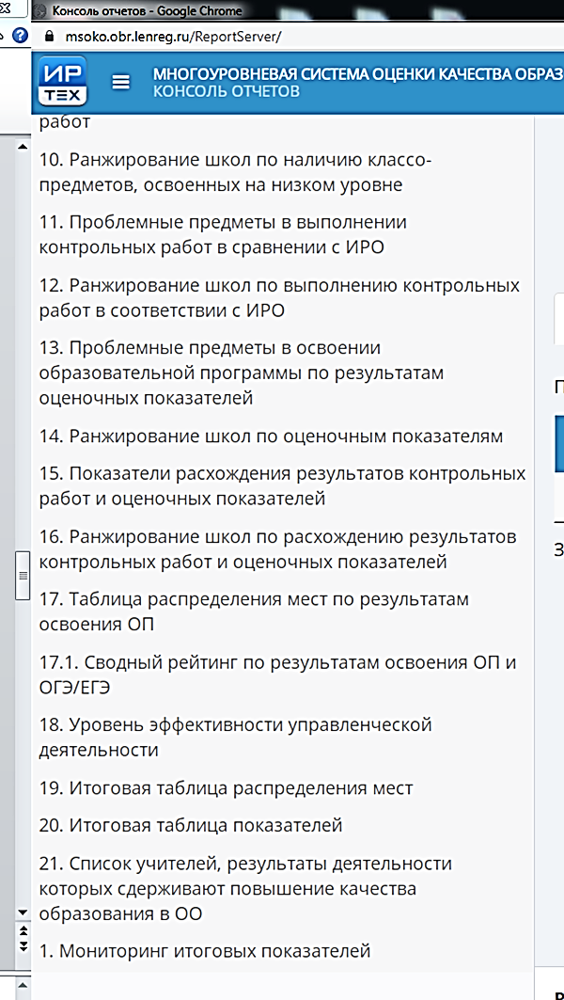 Консоль отчетов - Google Chrome
msoko.obr.lenreg.ru/ReportServer/
ИР
ТЕХ
МНОГОУРОВНЕВАЯ СИСТЕМА ОЦЕНКИ КАЧЕСТВА ОБРАЗ
КОНСОЛЬ ОТЧЕТОВ
работ
10. Ранжирование школ по наличию классо-
предметов, освоенных на низком уровне
11. Проблемные предметы в выполнении
контрольных работ в сравнении с ИРО
12. Ранжирование школ по выполнению контрольных
работ в соответствии с ИРО
13. Проблемные предметы в освоении
образовательной программы по результатам
оценочных показателей
14. Ранжирование школ по оценочным показателям
15. Показатели расхождения результатов контрольных
работ и оценочных показателей
16. Ранжирование школ по расхождению результатов
контрольных работ и оценочных показателей
17. Таблица распределения мест по результатам
освоения ОП
17.1. Сводный рейтинг по результатам освоения ОП и
ОГЭ/ЕГЭ
18. Уровень эффективности управленческой
деятельности
19. Итоговая таблица распределения мест
20. Итоговая таблица показателей
21. Список учителей, результаты деятельности
которых сдерживают повышение качества
образования в ОО
1. Мониторинг итоговых показателей